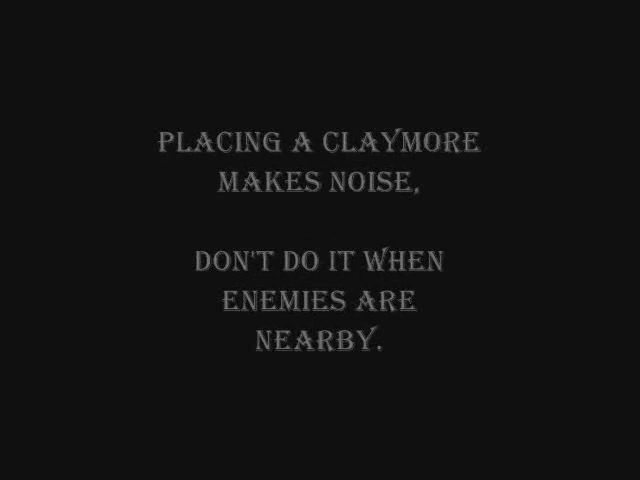 PLACING A CLAYMORE
MAKES NOISE,
DON'T DO IT WHEN
ENEMIES ARE
NEARBY.